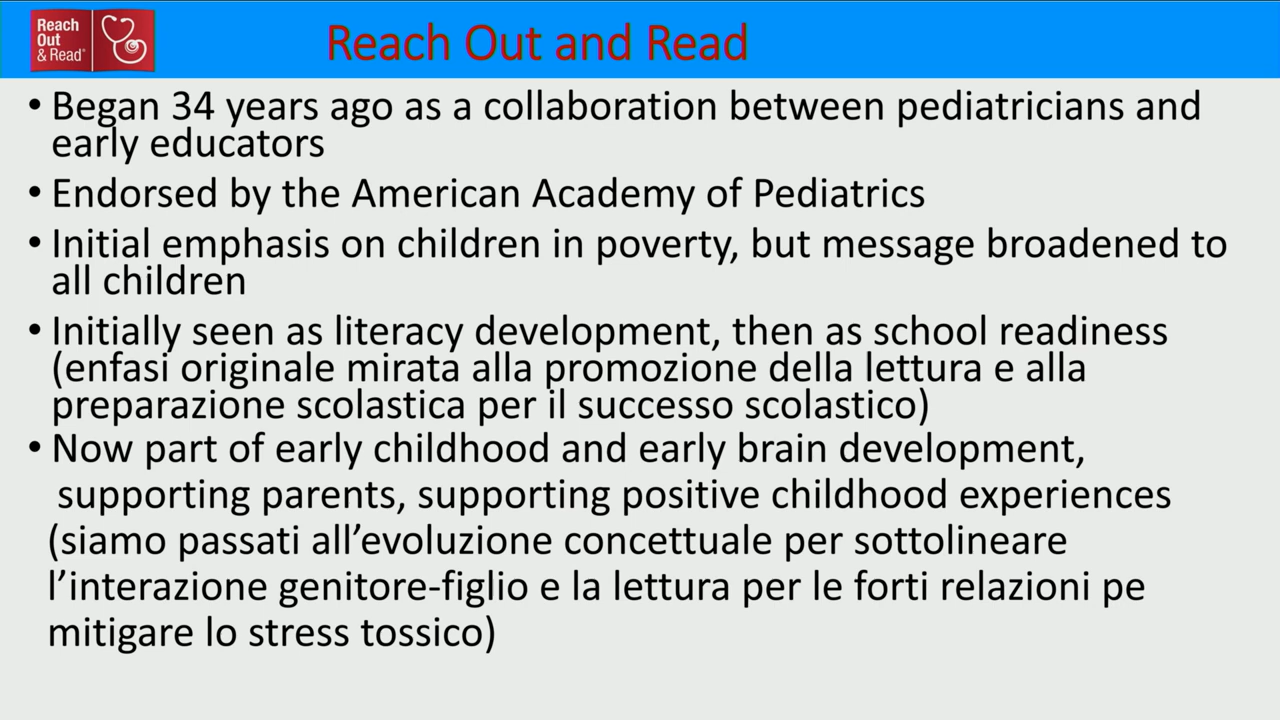 Reach
Out
& Read®
Reach Out and Read
• Began 34 years ago as a collaboration between pediatricians and
early educators
• Endorsed by the American Academy of Pediatrics
• Initial emphasis on children in poverty, but message broadened to
all children
• Initially seen as literacy development, then as school readiness
(enfasi originale mirata alla promozione della lettura e alla
preparazione scolastica per il successo scolastico)
• Now part of early childhood and early brain development,
supporting parents, supporting positive childhood experiences
(siamo passati all’evoluzione concettuale per sottolineare
l’interazione genitore-figlio e la lettura per le forti relazioni pe
mitigare lo stress tossico)